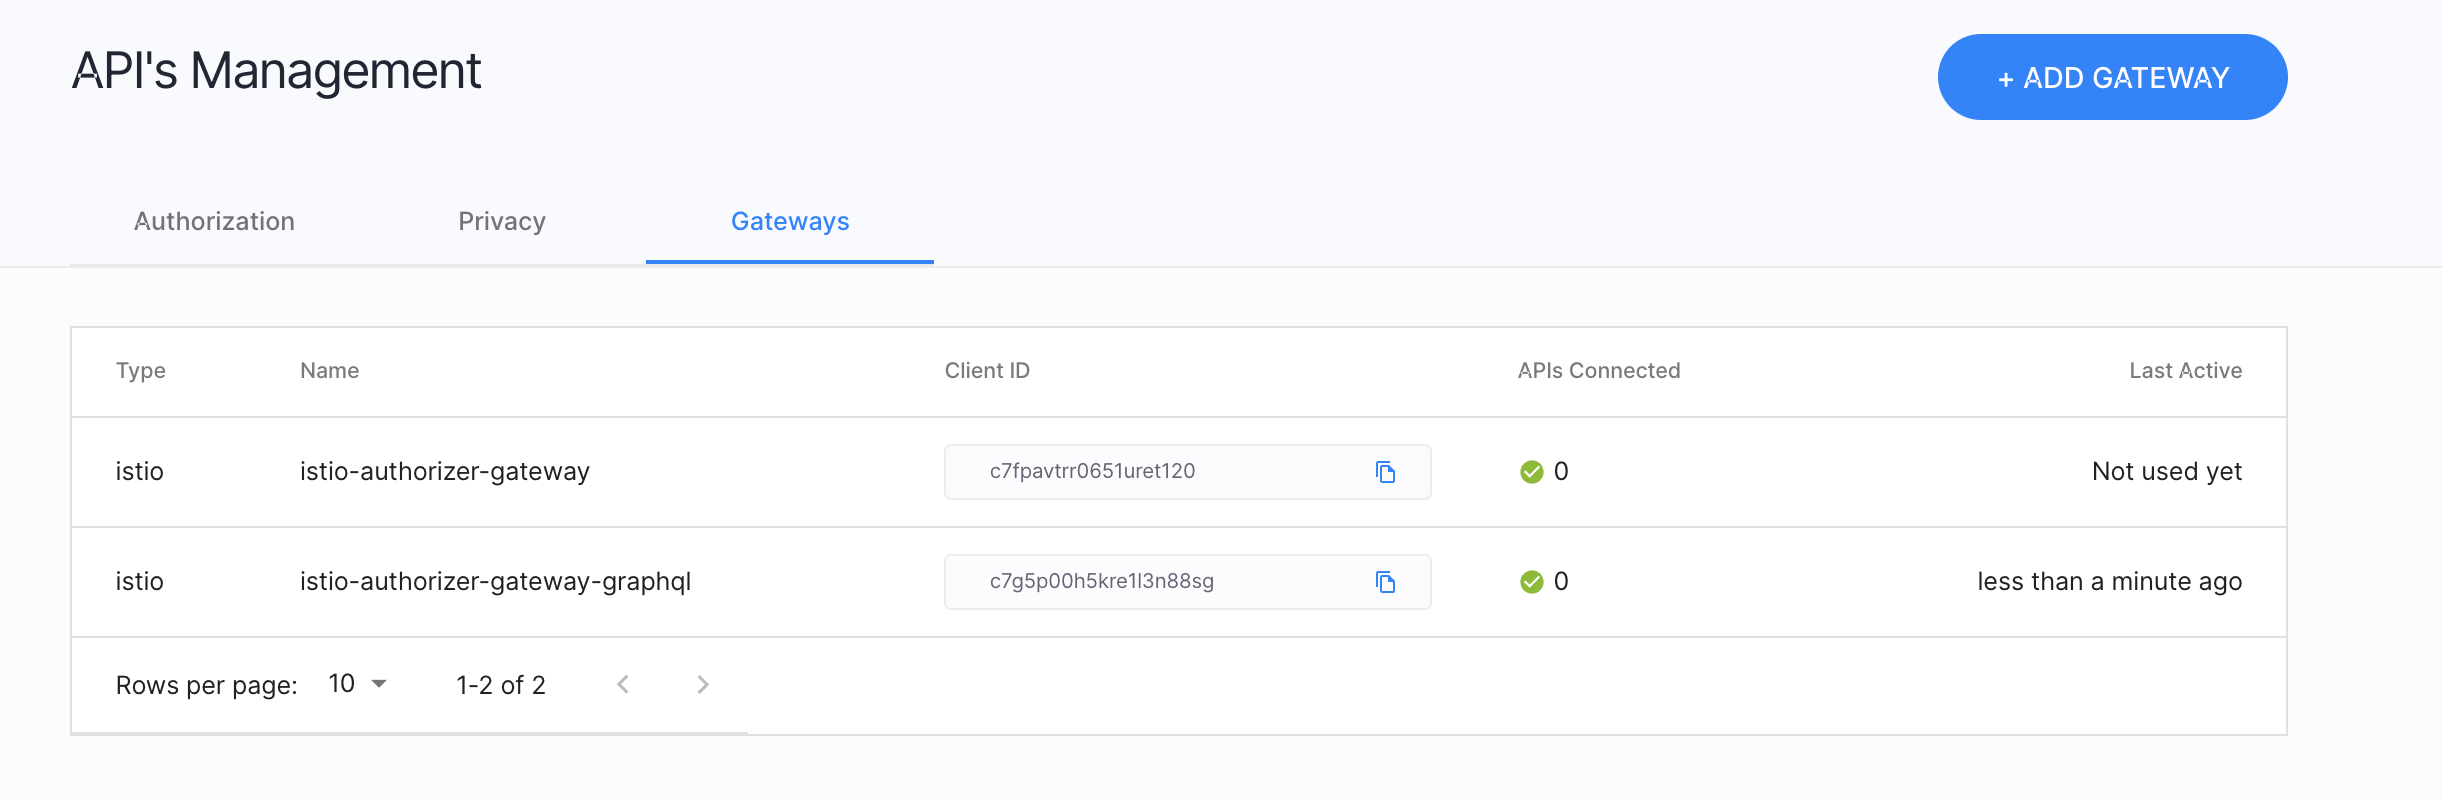 API's Management
+ ADD GATEWAY
Authorization Privacy Gateways
Type Name Client ID APIs Connected Last Active
istio istio-authorizer-gateway c7fpavtrr0651uret120 0 Not used yet
istio istio-authorizer-gateway-graphql c7g5p00h5kre1l3n88sg 0 less than a minute ago
Rows per page: 10 1-2 of 2